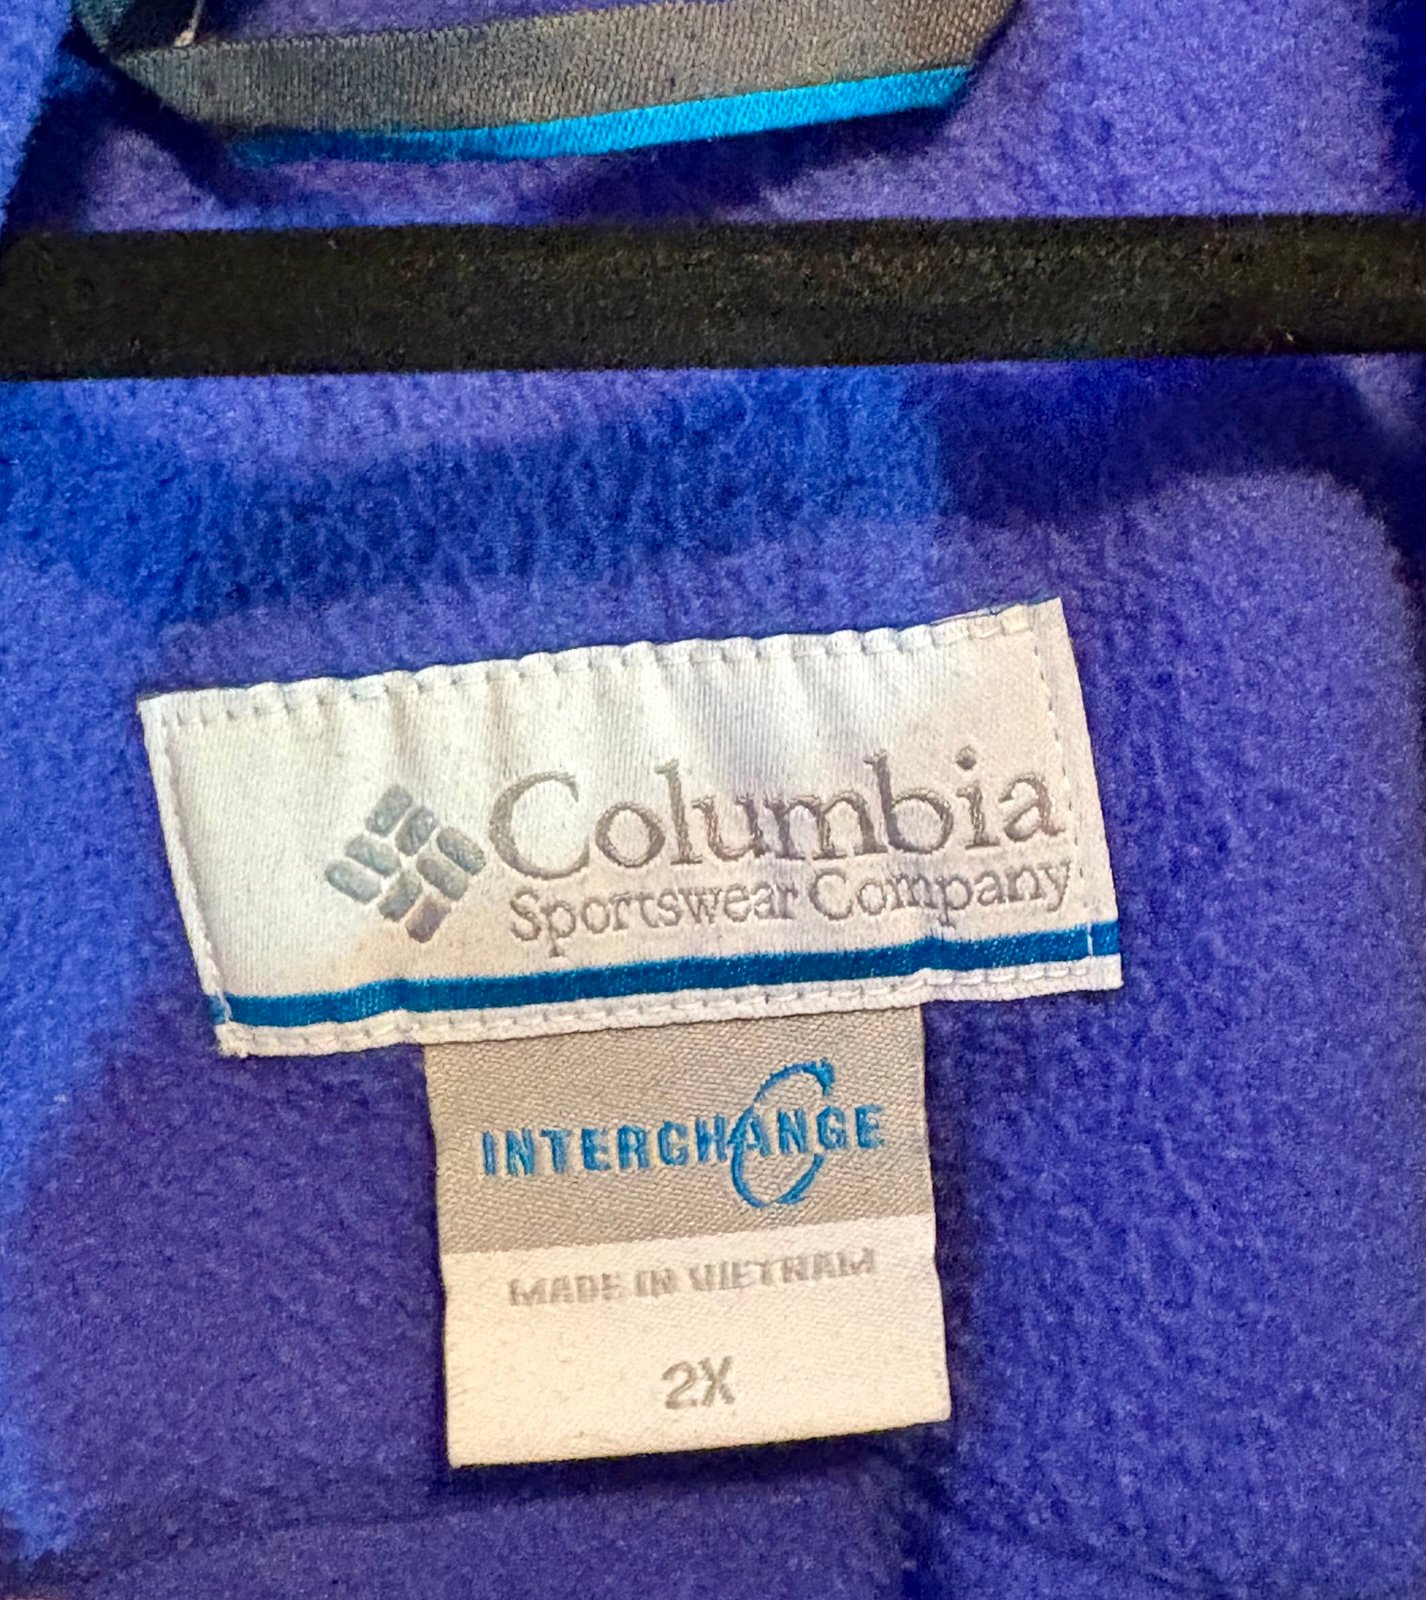 Columbia
Sportswear Company
INTERCHANGE
MADE IN VIETNAM
2X